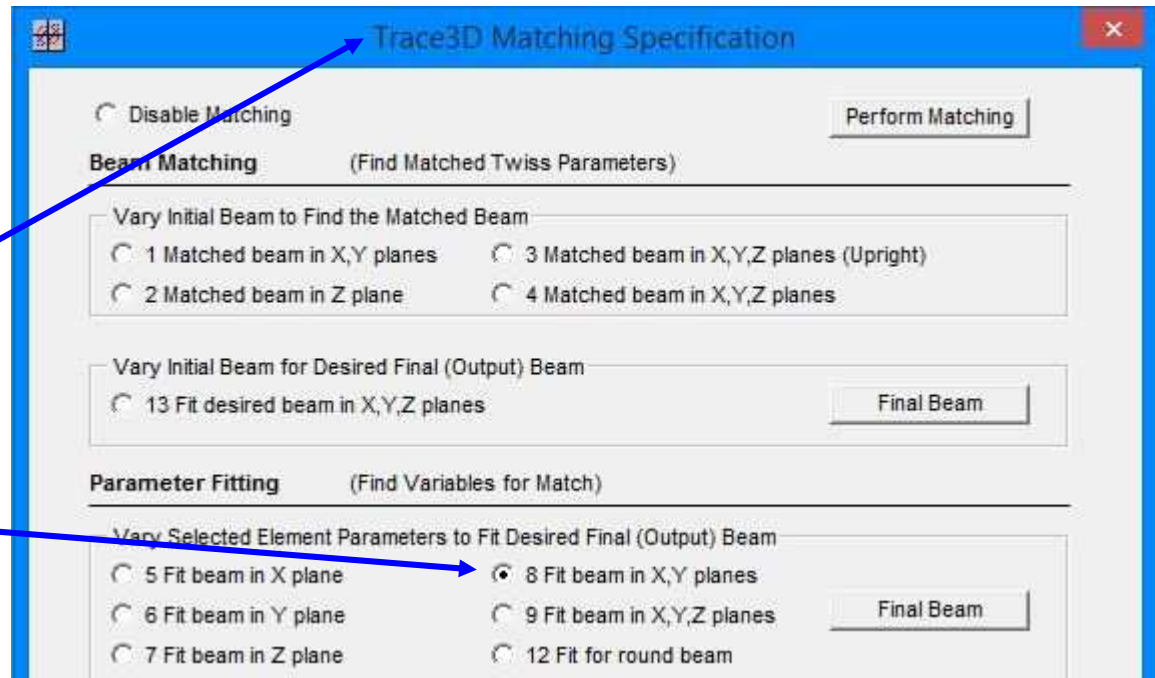 Trace3D Matching Specification
Disable Matching
Perform Matching
Beam Matching (Find Matched Twiss Parameters)
Vary Initial Beam to Find the Matched Beam
1 Matched beam in X,Y planes 3 Matched beam in X,Y,Z planes (Upright)
2 Matched beam in Z plane 4 Matched beam in X,Y,Z planes
Vary Initial Beam for Desired Final (Output) Beam
13 Fit desired beam in X,Y,Z planes Final Beam
Parameter Fitting (Find Variables for Match)
Vary Selected Element Parameters to Fit Desired Final (Output) Beam
5 Fit beam in X plane 8 Fit beam in X,Y planes
6 Fit beam in Y plane 9 Fit beam in X,Y,Z planes Final Beam
7 Fit beam in Z plane 12 Fit for round beam